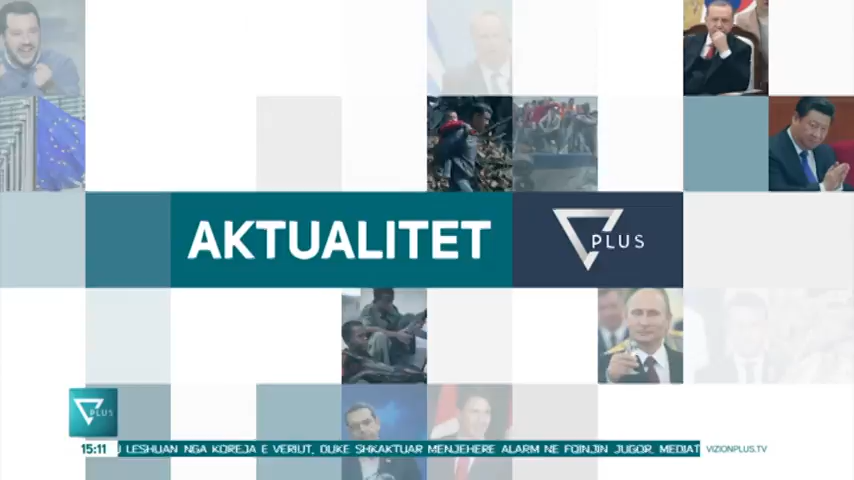 AKTUALITET
PLUS
PLUS
15:11
LESHUAN NGA KOREJA E VERIUT, DUKE SHKAKTUAR MENJEHERE ALARM NE FQINJIN JUGOR. MEDIAT
VIZIONPLUS.TV